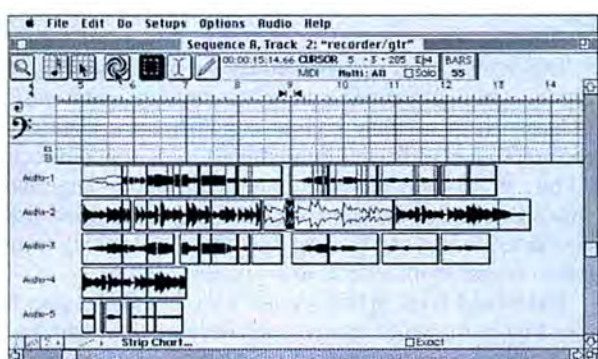 File Edit Do Setups Options Audio Help
Sequence A, Track 2: "recorder/gtr"
00:00:15:14.66 CURSOR 5 · 3 · 205 E♭4 BARS
MIDI Multi: All Solo 55
5 6 7 8 9 10 11 12 13 14
Audio-1
Audio-2
Audio-3
Audio-4
Audio-5
Strip Chart... Exact